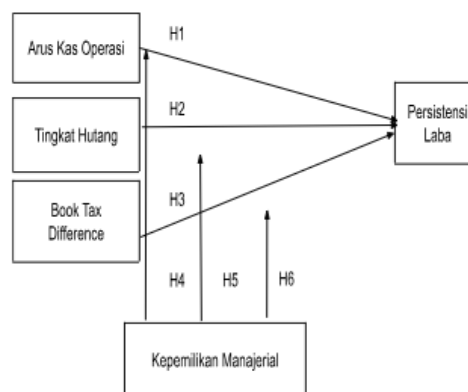 Arus Kas Operasi
H1
Persistensi
Laba
Tingkat Hutang
H2
Book Tax
Difference
H3
H4
H5
H6
Kepemilikan Manajerial